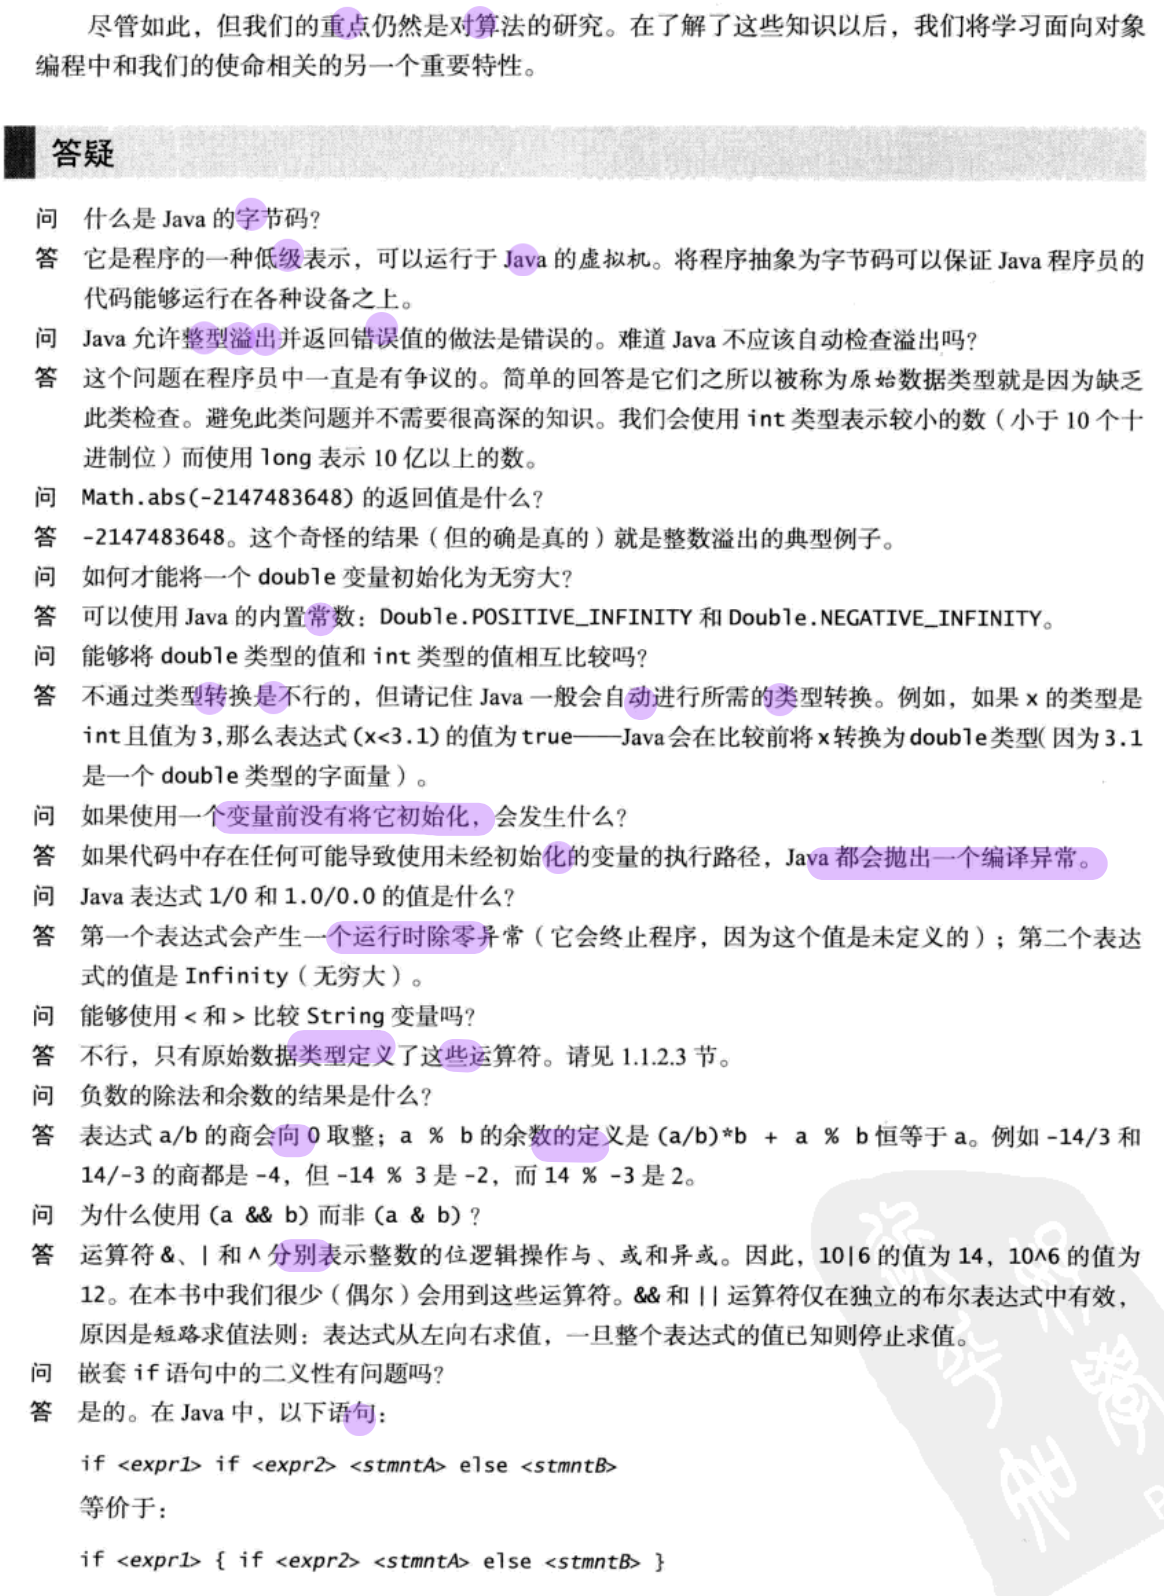 尽管如此，但我们的重点仍然是对算法的研究。在了解了这些知识以后，我们将学习面向对象
编程中和我们的使命相关的另一个重要特性。
答疑
问 什么是 Java 的字节码？
答 它是程序的一种低级表示，可以运行于 Java 的虚拟机。将程序抽象为字节码可以保证 Java 程序员的
代码能够运行在各种设备之上。
问 Java 允许整型溢出并返回错误值的做法是错误的。难道 Java 不应该自动检查溢出吗？
答 这个问题在程序员中一直是有争议的。简单的回答是它们之所以被称为原始数据类型就是因为缺乏
此类检查。避免此类问题并不需要很高深的知识。我们会使用 int 类型表示较小的数（小于 10 个十
进制位）而使用 long 表示 10 亿以上的数。
问 Math.abs(-2147483648) 的返回值是什么？
答 -2147483648。这个奇怪的结果（但的确是真的）就是整数溢出的典型例子。
问 如何才能将一个 double 变量初始化为无穷大？
答 可以使用 Java 的内置常数：Double.POSITIVE_INFINITY 和 Double.NEGATIVE_INFINITY。
问 能够将 double 类型的值和 int 类型的值相互比较吗？
答 不通过类型转换是不行的，但请记住 Java 一般会自动进行所需的类型转换。例如，如果 x 的类型是
int 且值为 3，那么表达式 (x<3.1) 的值为 true——Java 会在比较前将 x 转换为 double 类型（因为 3.1
是一个 double 类型的字面量）。
问 如果使用一个变量前没有将它初始化，会发生什么？
答 如果代码中存在任何可能导致使用未经初始化的变量的执行路径，Java 都会抛出一个编译异常。
问 Java 表达式 1/0 和 1.0/0.0 的值是什么？
答 第一个表达式会产生一个运行时除零异常（它会终止程序，因为这个值是未定义的）；第二个表达
式的值是 Infinity（无穷大）。
问 能够使用 < 和 > 比较 String 变量吗？
答 不行，只有原始数据类型定义了这些运算符。请见 1.1.2.3 节。
问 负数的除法和余数的结果是什么？
答 表达式 a/b 的商会向 0 取整；a % b 的余数的定义是 (a/b)*b + a % b 恒等于 a。例如 -14/3 和
14/-3 的商都是 -4，但 -14 % 3 是 -2，而 14 % -3 是 2。
问 为什么使用 (a && b) 而非 (a & b)？
答 运算符 &、| 和 ^ 分别表示整数的位逻辑操作与、或和异或。因此，10|6 的值为 14，10^6 的值为
12。在本书中我们很少（偶尔）会用到这些运算符。&& 和 || 运算符仅在独立的布尔表达式中有效，
原因是短路求值法则：表达式从左向右求值，一旦整个表达式的值已知则停止求值。
问 嵌套 if 语句中的二义性有问题吗？
答 是的。在 Java 中，以下语句：
if <expr1> if <expr2> <stmntA> else <stmntB>
等价于：
if <expr1> { if <expr2> <stmntA> else <stmntB> }